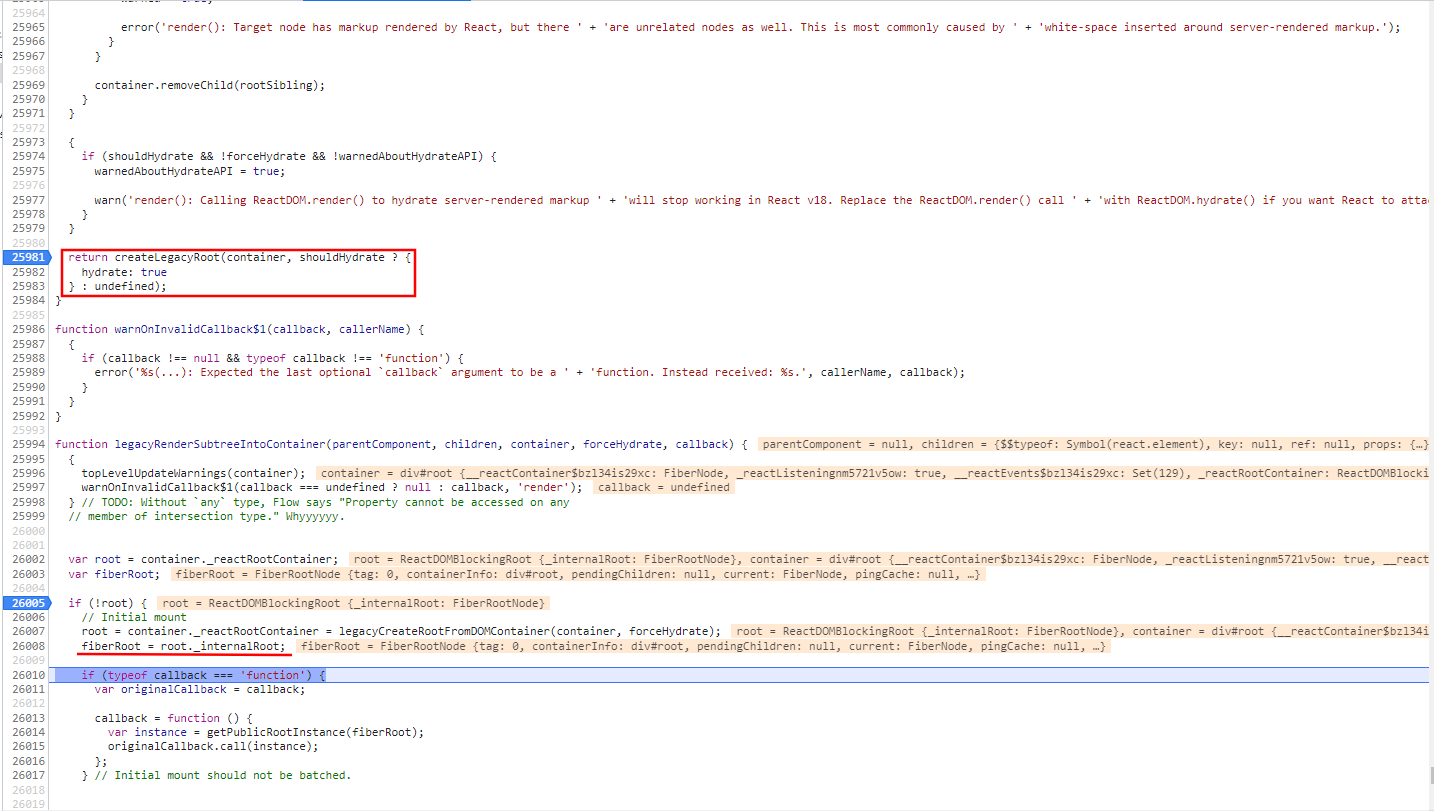 25964
25965 error('render(): Target node has markup rendered by React, but there ' + 'are unrelated nodes as well. This is most commonly caused by ' + 'white-space inserted around server-rendered markup.');
25966 }
25967 }
25968
25969 container.removeChild(rootSibling);
25970 }
25971 }
25972
25973 {
25974 if (shouldHydrate && !forceHydrate && !warnedAboutHydrateAPI) {
25975 warnedAboutHydrateAPI = true;
25976
25977 warn('render(): Calling ReactDOM.render() to hydrate server-rendered markup ' + 'will stop working in React v18. Replace the ReactDOM.render() call ' + 'with ReactDOM.hydrate() if you want React to attac
25978 }
25979 }
25980
25981 return createLegacyRoot(container, shouldHydrate ? {
25982 hydrate: true
25983 } : undefined);
25984 }
25985
25986 function warnOnInvalidCallback$1(callback, callerName) {
25987 {
25988 if (callback !== null && typeof callback !== 'function') {
25989 error('%s(...): Expected the last optional `callback` argument to be a ' + 'function. Instead received: %s.', callerName, callback);
25990 }
25991 }
25992 }
25993
25994 function legacyRenderSubtreeIntoContainer(parentComponent, children, container, forceHydrate, callback) { parentComponent = null, children = {$$typeof: Symbol(react.element), key: null, ref: null, props: {…}
25995 {
25996 topLevelUpdateWarnings(container); container = div#root {__reactContainer$bzl34is29xc: FiberNode, _reactListeningnm5721v5ow: true, __reactEvents$bzl34is29xc: Set(129), _reactRootContainer: ReactDOMBlocki
25997 warnOnInvalidCallback$1(callback === undefined ? null : callback, 'render'); callback = undefined
25998 } // TODO: Without `any` type, Flow says "Property cannot be accessed on any
25999 // member of intersection type." Whyyyyyy.
26000
26001
26002 var root = container._reactRootContainer; root = ReactDOMBlockingRoot {_internalRoot: FiberRootNode}, container = div#root {__reactContainer$bzl34is29xc: FiberNode, _reactListeningnm5721v5ow: true, __react
26003 var fiberRoot; fiberRoot = FiberRootNode {tag: 0, containerInfo: div#root, pendingChildren: null, current: FiberNode, pingCache: null, …}
26004
26005 if (!root) { root = ReactDOMBlockingRoot {_internalRoot: FiberRootNode}
26006 // Initial mount
26007 root = container._reactRootContainer = legacyCreateRootFromDOMContainer(container, forceHydrate); root = ReactDOMBlockingRoot {_internalRoot: FiberRootNode}, container = div#root {__reactContainer$bzl34i
26008 fiberRoot = root._internalRoot; fiberRoot = FiberRootNode {tag: 0, containerInfo: div#root, pendingChildren: null, current: FiberNode, pingCache: null, …}
26009
26010 if (typeof callback === 'function') {
26011 var originalCallback = callback;
26012
26013 callback = function () {
26014 var instance = getPublicRootInstance(fiberRoot);
26015 originalCallback.call(instance);
26016 };
26017 } // Initial mount should not be batched.
26018
26019